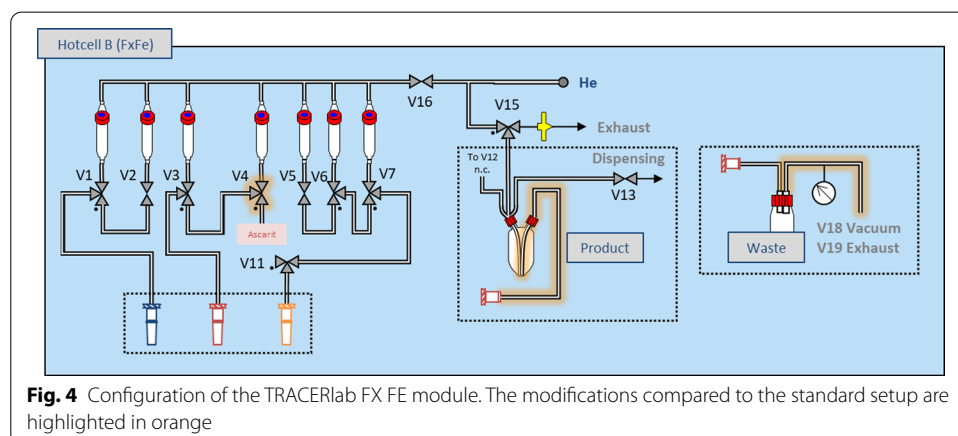 Hotcell B (FxFe)
He
V16
V15
Exhaust
To V12
n.c.
Dispensing
V13
V1
V2
V3
V4
V5
V6
V7
Ascarit
V11
Product
Waste
V18 Vacuum
V19 Exhaust
Fig. 4 Configuration of the TRACERlab FX FE module. The modifications compared to the standard setup are
highlighted in orange